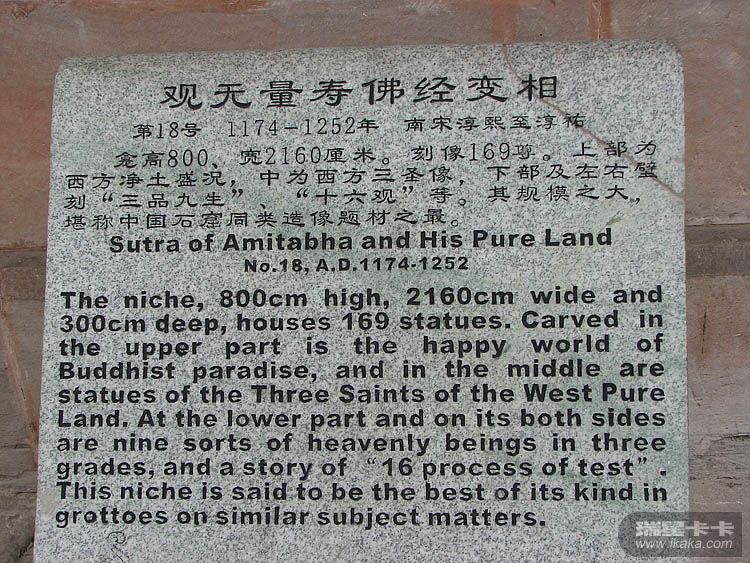 观无量寿佛经变相
第18号 1174－1252年 南宋淳熙至淳祐
龛高800、宽2160厘米。刻像169尊。上部为
西方净土盛况，中为西方三圣像，下部及左右壁
刻“三品九生”、“十六观”等。其规模之大，
堪称中国石窟同类造像题材之最。
Sutra of Amitabha and His Pure Land
No.18, A.D.1174-1252
The niche, 800cm high, 2160cm wide and
300cm deep, houses 169 statues. Carved in
the upper part is the happy world of
Buddhist paradise, and in the middle are
statues of the Three Saints of the West Pure
Land. At the lower part and on its both sides
are nine sorts of heavenly beings in three
grades, and a story of “16 process of test”.
This niche is said to be the best of its kind in
grottoes on similar subject matters.
瑞星卡卡
www.ikaka.com